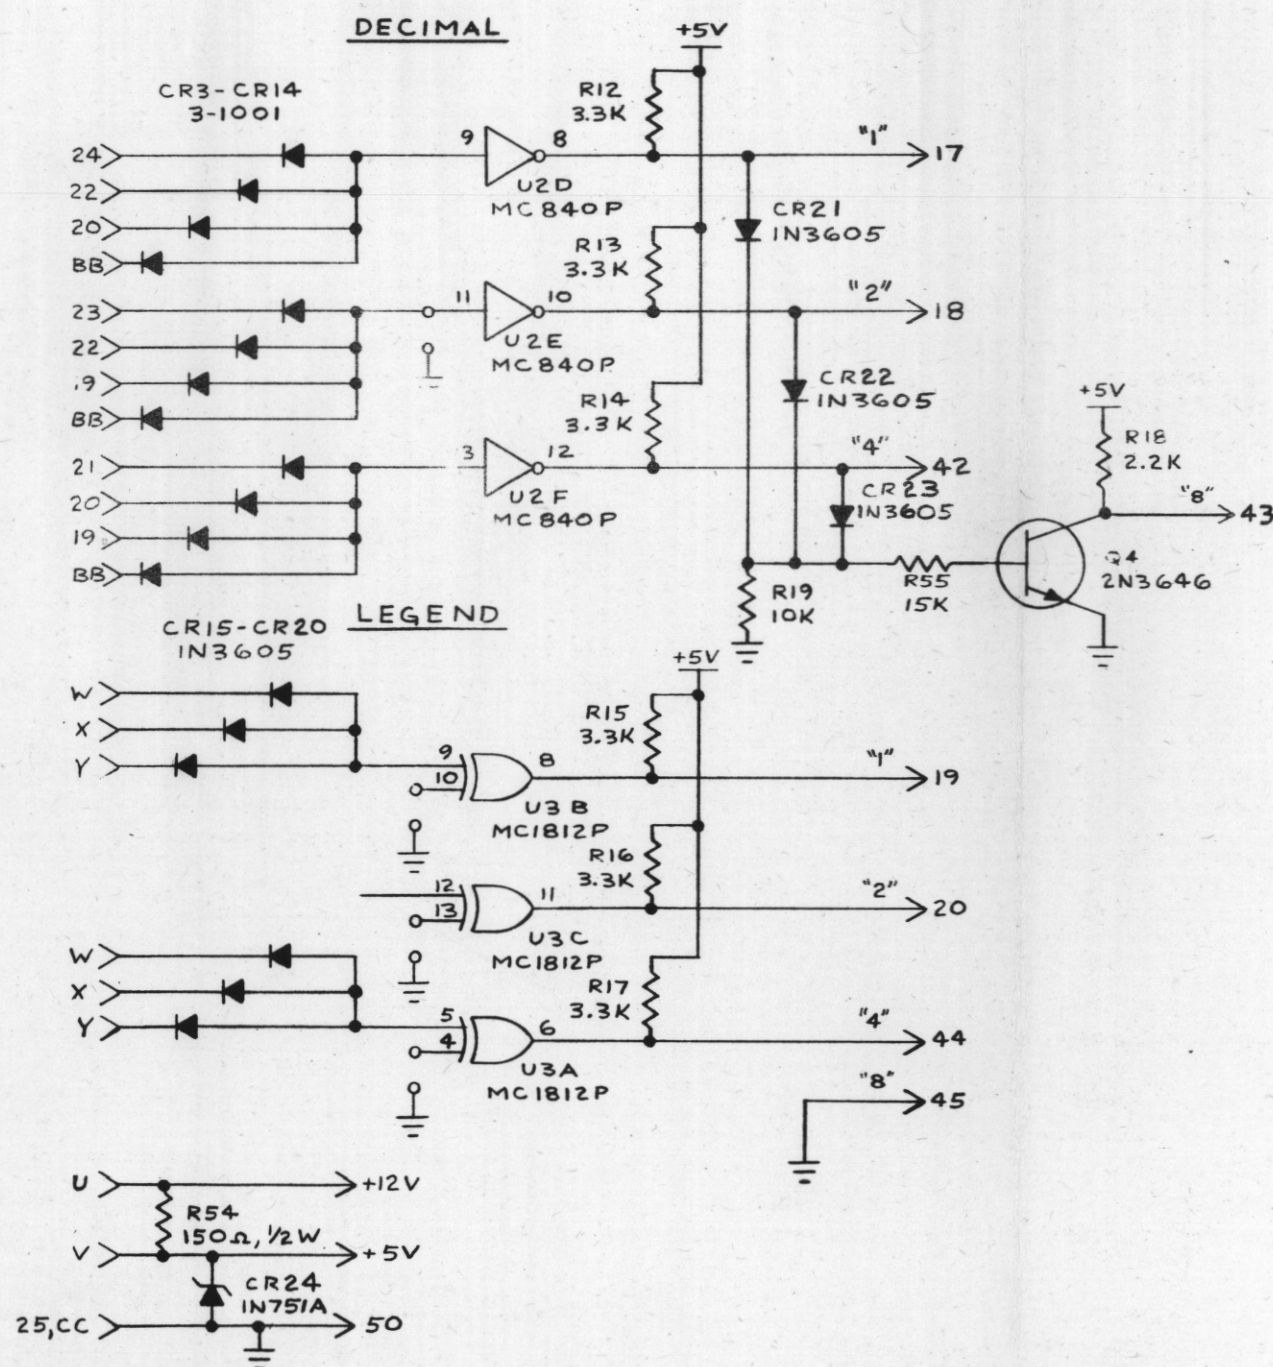 DECIMAL
+5V
CR3-CR14
3-1001
R12
3.3K
24
9
8
"1"
17
22
U2D
MC840P
CR21
1N3605
20
R13
3.3K
BB
23
11
10
"2"
18
22
U2E
MC840P
CR22
1N3605
.9
R14
3.3K
+5V
BB
R18
2.2K
21
3
12
"4"
42
20
U2F
MC840P
CR23
1N3605
"8"
43
19
BB
R55
15K
Q4
2N3646
R19
10K
LEGEND
CR15-CR20
1N3605
+5V
W
X
R15
3.3K
Y
9
10
8
"1"
19
U3B
MC1812P
R16
3.3K
12
13
11
"2"
20
U3C
MC1812P
W
X
R17
3.3K
Y
5
4
6
"4"
44
U3A
MC1812P
"8"
45
U
+12V
R54
150Ω, 1/2W
V
+5V
CR24
1N751A
25,CC
50